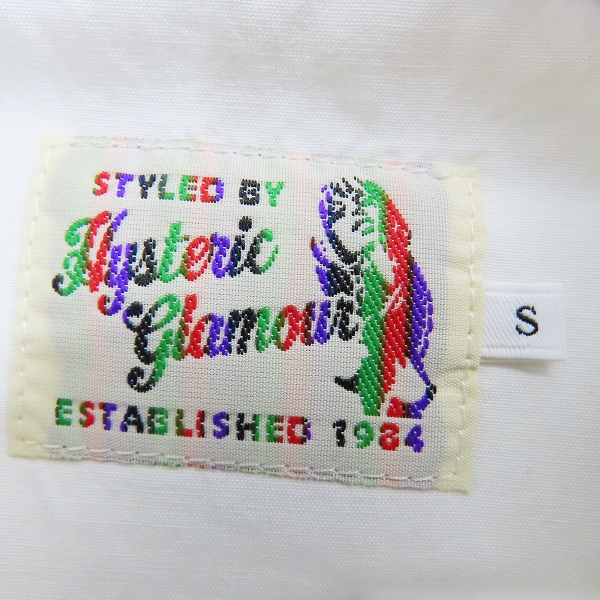 STYLED BY
Hysteric
Glamour
ESTABLISHED 1984
S